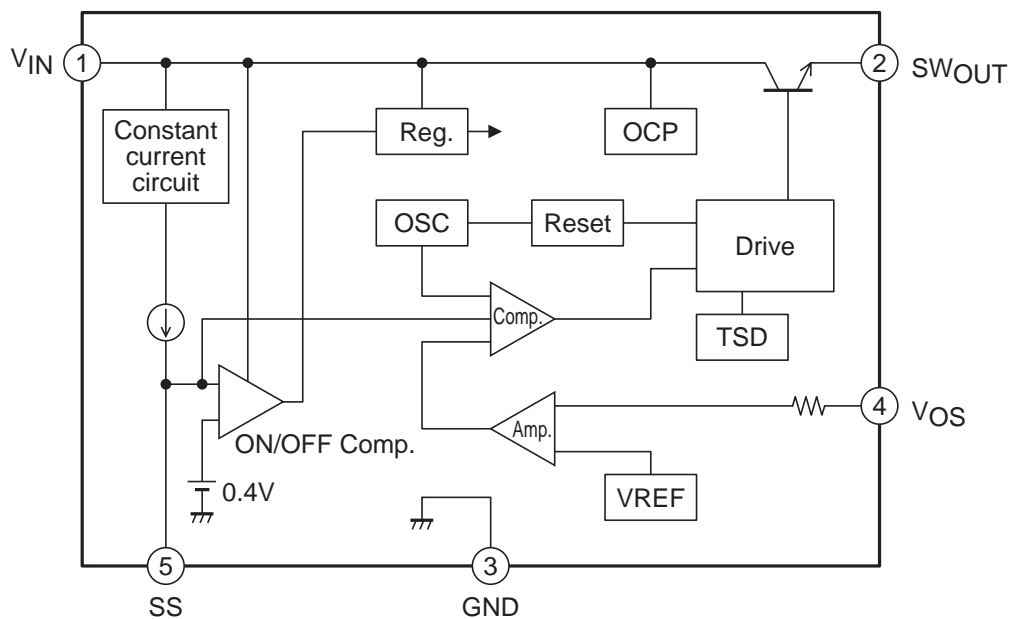 VIN
1
2
SWOUT
Constant
current
circuit
Reg.
OCP
OSC
Reset
Drive
Comp.
TSD
4
VOS
Amp.
ON/OFF Comp.
0.4V
VREF
5
3
SS
GND